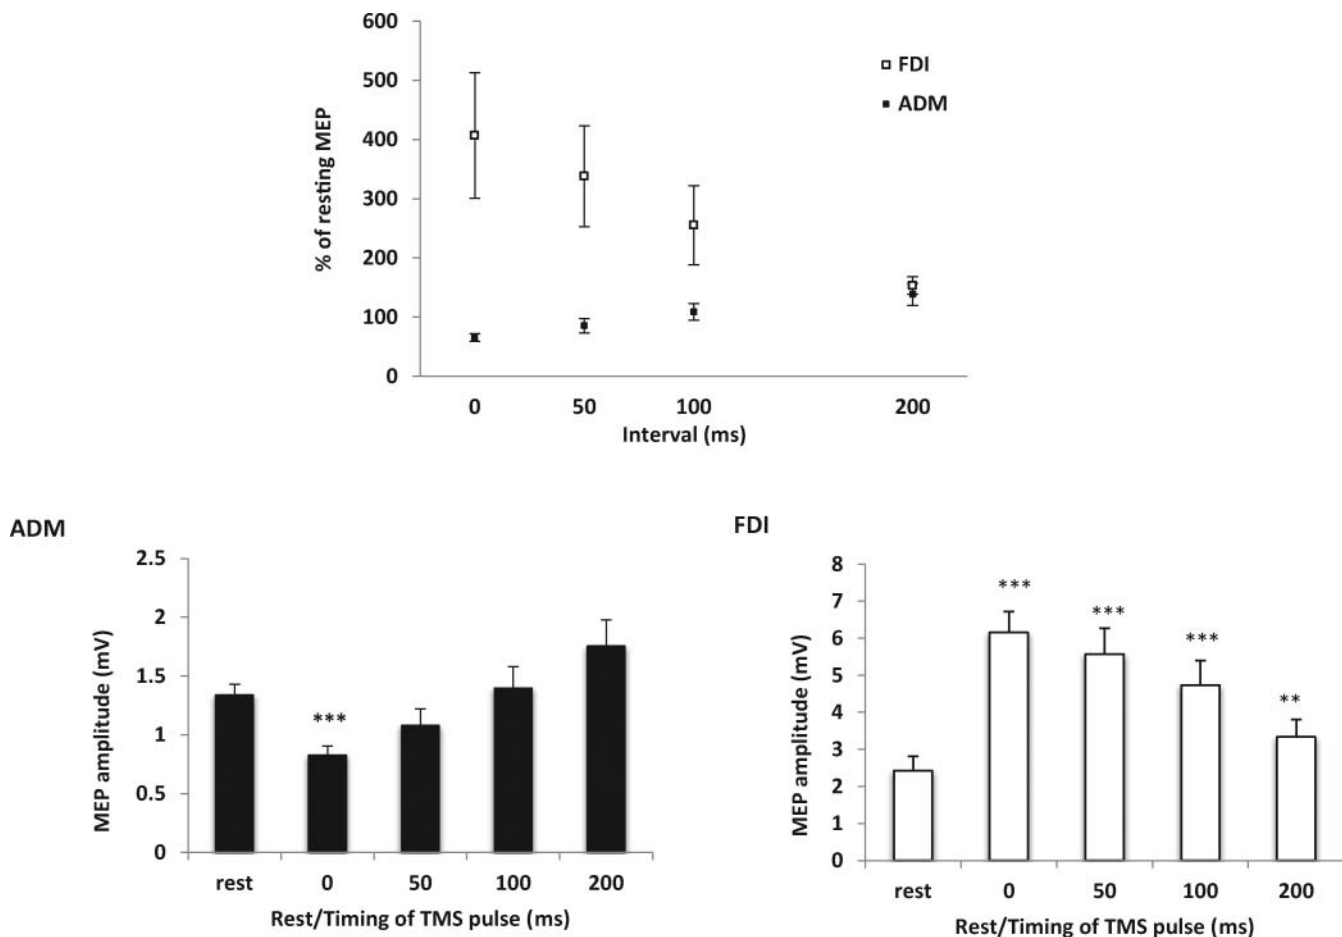 600
500
400
300
200
100
0
% of resting MEP
FDI
ADM
0 50 100 200
Interval (ms)
ADM
2.5
2
1.5
1
0.5
0
MEP amplitude (mV)
***
rest 0 50 100 200
Rest/Timing of TMS pulse (ms)
FDI
8
7
6
5
4
3
2
1
0
MEP amplitude (mV)
***
***
***
**
rest 0 50 100 200
Rest/Timing of TMS pulse (ms)